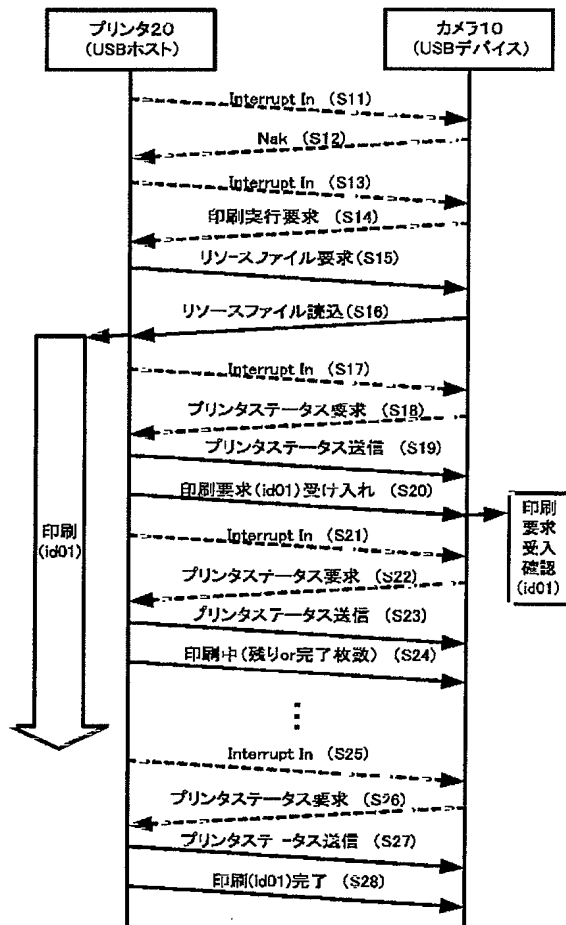 プリンタ20
(USBホスト)
カメラ10
(USBデバイス)
Interrupt In (S11)
Nak (S12)
Interrupt In (S13)
印刷実行要求 (S14)
リソースファイル要求(S15)
リソースファイル読込(S16)
Interrupt In (S17)
プリンタステータス要求 (S18)
プリンタステータス送信 (S19)
印刷要求(id01)受け入れ (S20)
印刷
要求
受入
確認
(id01)
印刷
(id01)
Interrupt In (S21)
プリンタステータス要求 (S22)
プリンタステータス送信 (S23)
印刷中(残りor完了枚数) (S24)
Interrupt In (S25)
プリンタステータス要求 (S26)
プリンタステータス送信 (S27)
印刷(id01)完了 (S28)